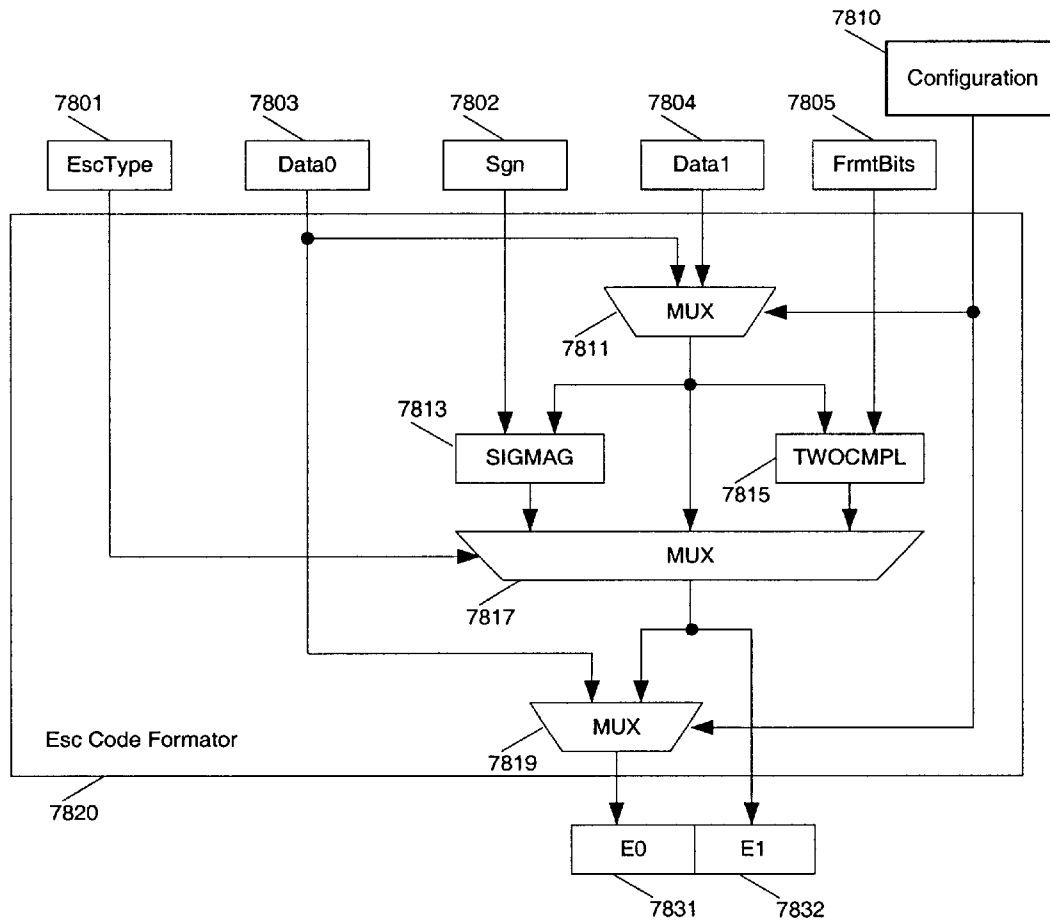 7810
Configuration
7801
7803
7802
7804
7805
EscType
Data0
Sgn
Data1
FrmtBits
MUX
7811
7813
SIGMAG
TWOCMPL
7815
MUX
7817
MUX
Esc Code Formator
7819
7820
E0
E1
7831
7832